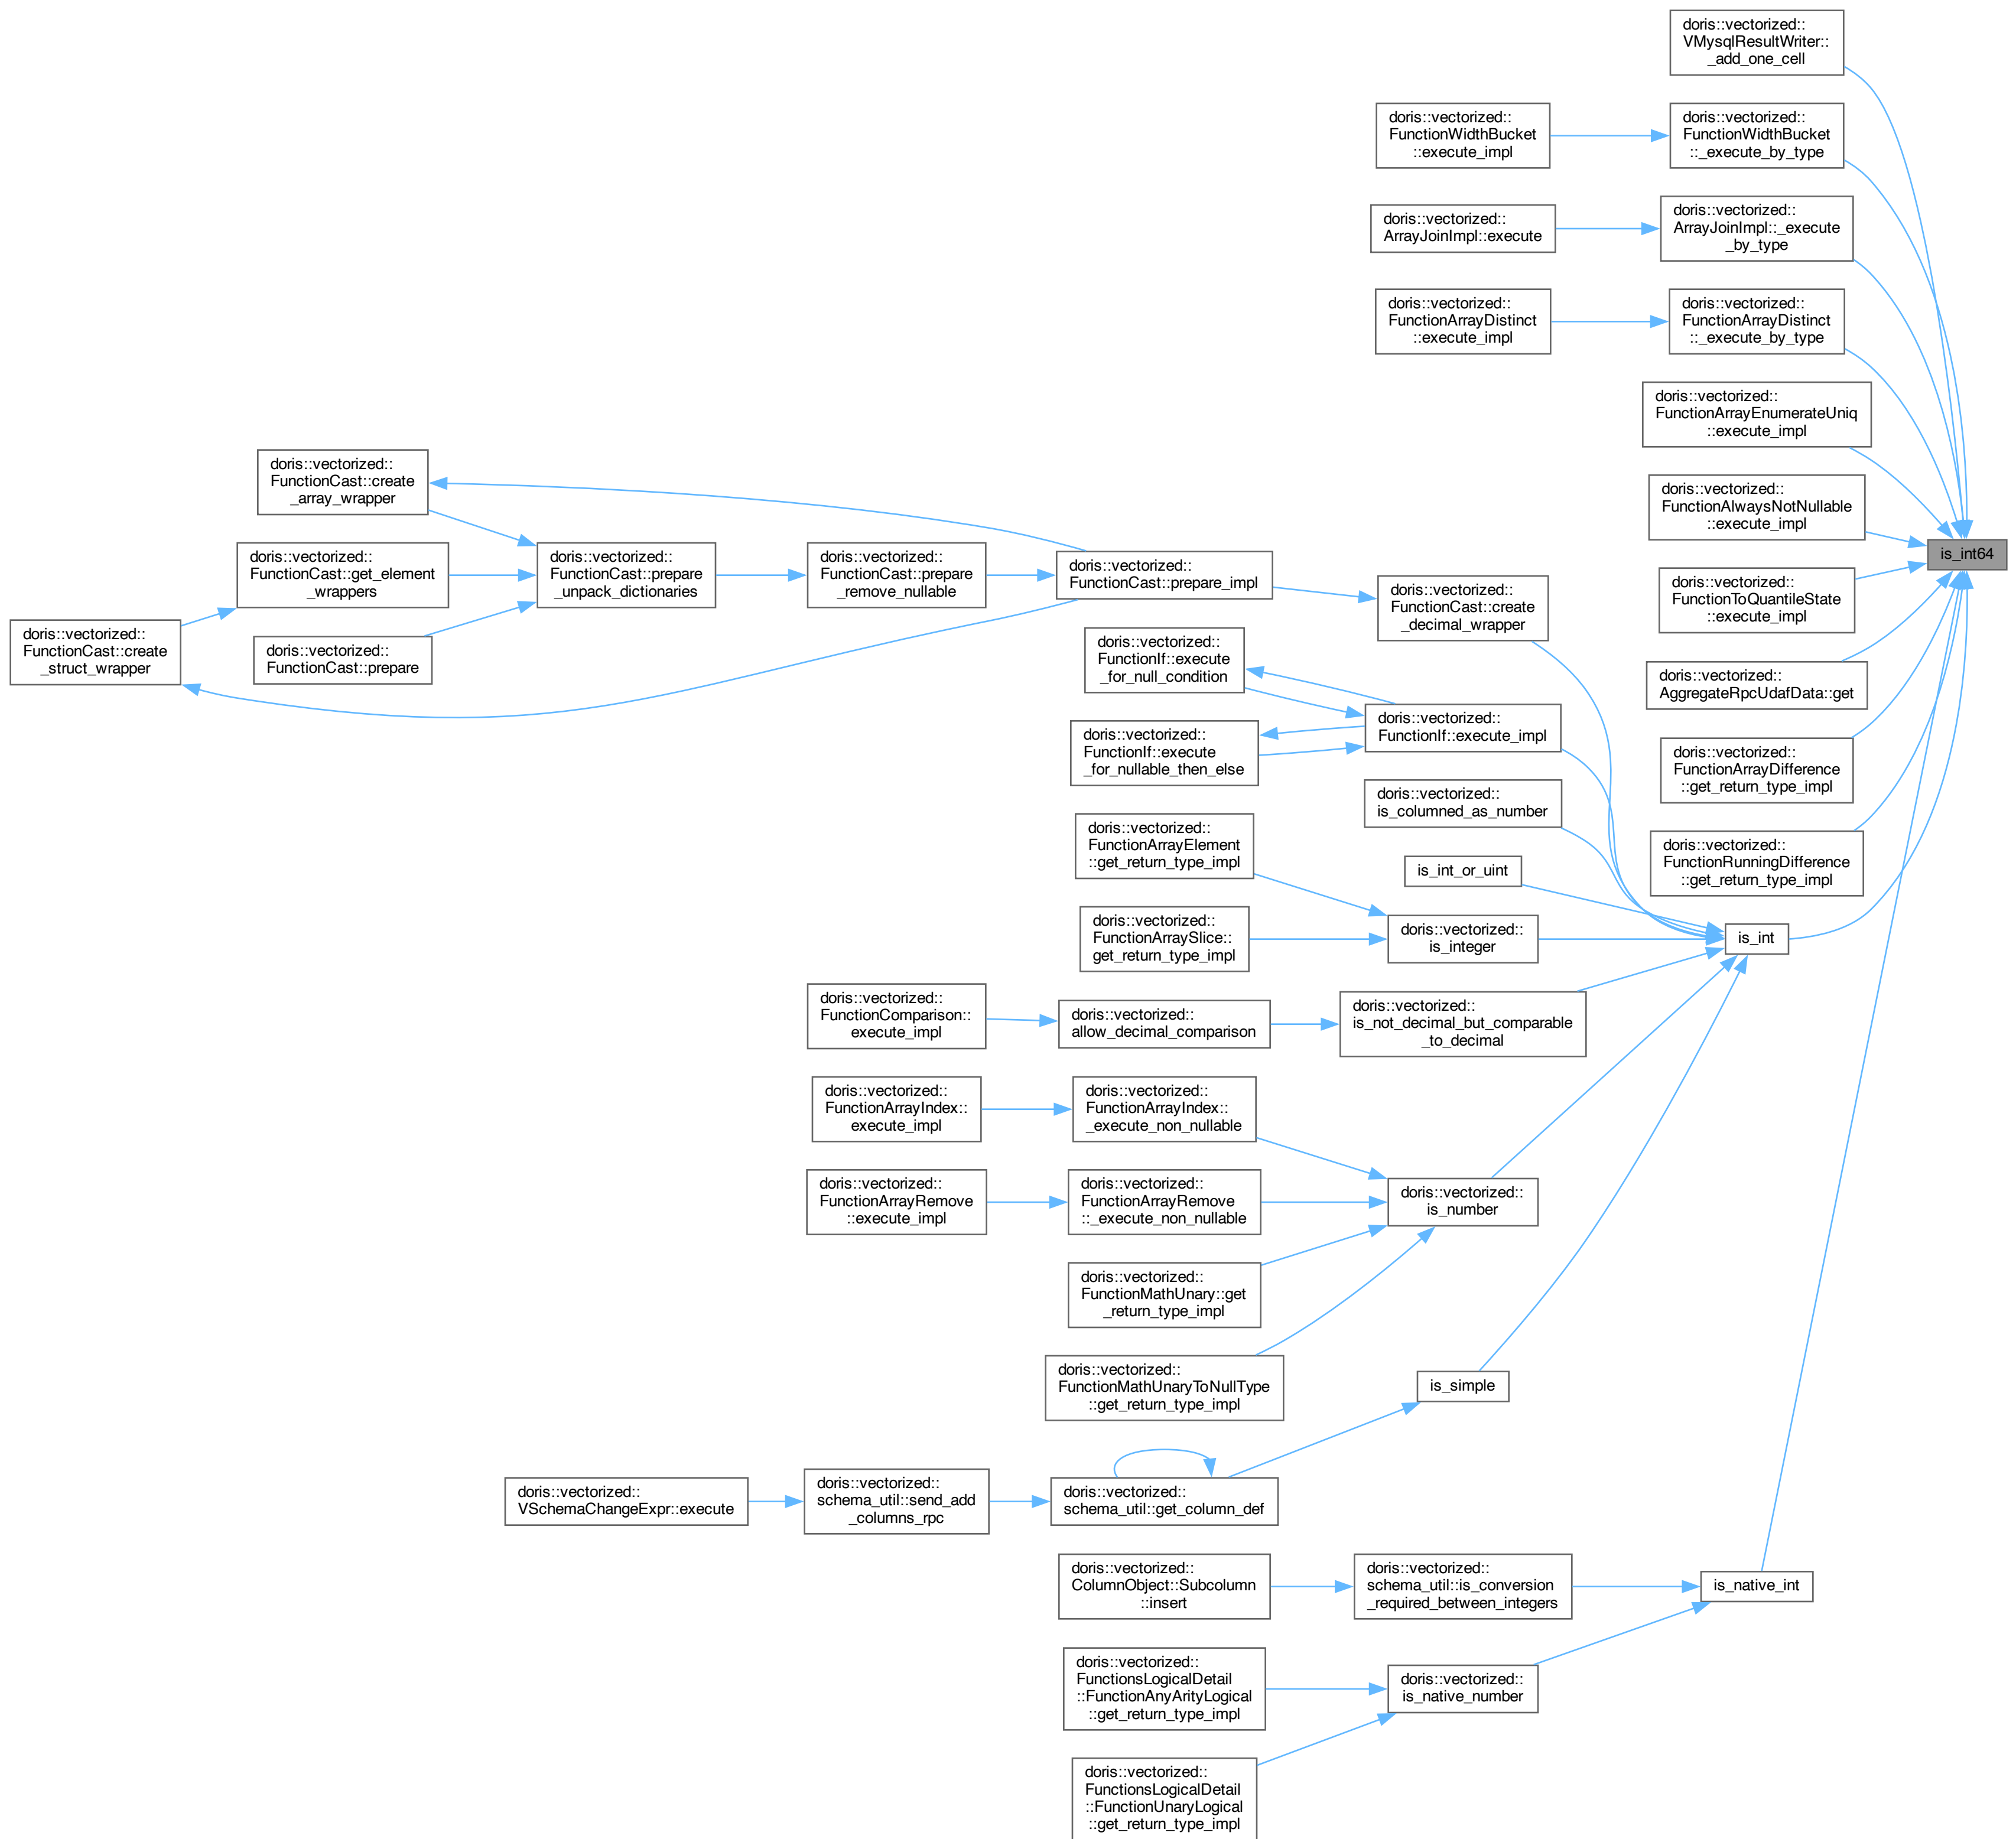 doris::vectorized::
VMysqlResultWriter::
_add_one_cell
doris::vectorized::
FunctionWidthBucket
::execute_impl
doris::vectorized::
FunctionWidthBucket
::_execute_by_type
doris::vectorized::
ArrayJoinImpl::execute
doris::vectorized::
ArrayJoinImpl::_execute
_by_type
doris::vectorized::
FunctionArrayDistinct
::execute_impl
doris::vectorized::
FunctionArrayDistinct
::_execute_by_type
doris::vectorized::
FunctionArrayEnumerateUniq
::execute_impl
doris::vectorized::
FunctionCast::create
_array_wrapper
doris::vectorized::
FunctionAlwaysNotNullable
::execute_impl
is_int64
doris::vectorized::
FunctionCast::get_element
_wrappers
doris::vectorized::
FunctionCast::prepare
_unpack_dictionaries
doris::vectorized::
FunctionCast::prepare
_remove_nullable
doris::vectorized::
FunctionCast::prepare_impl
doris::vectorized::
FunctionCast::create
_decimal_wrapper
doris::vectorized::
FunctionToQuantileState
::execute_impl
doris::vectorized::
FunctionCast::create
_struct_wrapper
doris::vectorized::
FunctionCast::prepare
doris::vectorized::
FunctionIf::execute
_for_null_condition
doris::vectorized::
AggregateRpcUdafData::get
doris::vectorized::
FunctionIf::execute_impl
doris::vectorized::
FunctionIf::execute
_for_nullable_then_else
doris::vectorized::
FunctionArrayDifference
::get_return_type_impl
doris::vectorized::
is_columned_as_number
doris::vectorized::
FunctionArrayElement
::get_return_type_impl
is_int_or_uint
doris::vectorized::
FunctionRunningDifference
::get_return_type_impl
doris::vectorized::
FunctionArraySlice::
get_return_type_impl
doris::vectorized::
is_integer
is_int
doris::vectorized::
FunctionComparison::
execute_impl
doris::vectorized::
allow_decimal_comparison
doris::vectorized::
is_not_decimal_but_comparable
_to_decimal
doris::vectorized::
FunctionArrayIndex::
execute_impl
doris::vectorized::
FunctionArrayIndex::
_execute_non_nullable
doris::vectorized::
FunctionArrayRemove
::execute_impl
doris::vectorized::
FunctionArrayRemove
::_execute_non_nullable
doris::vectorized::
is_number
doris::vectorized::
FunctionMathUnary::get
_return_type_impl
doris::vectorized::
FunctionMathUnaryToNullType
::get_return_type_impl
is_simple
doris::vectorized::
VSchemaChangeExpr::execute
doris::vectorized::
schema_util::send_add
_columns_rpc
doris::vectorized::
schema_util::get_column_def
doris::vectorized::
ColumnObject::Subcolumn
::insert
doris::vectorized::
schema_util::is_conversion
_required_between_integers
is_native_int
doris::vectorized::
FunctionsLogicalDetail
::FunctionAnyArityLogical
::get_return_type_impl
doris::vectorized::
is_native_number
doris::vectorized::
FunctionsLogicalDetail
::FunctionUnaryLogical
::get_return_type_impl